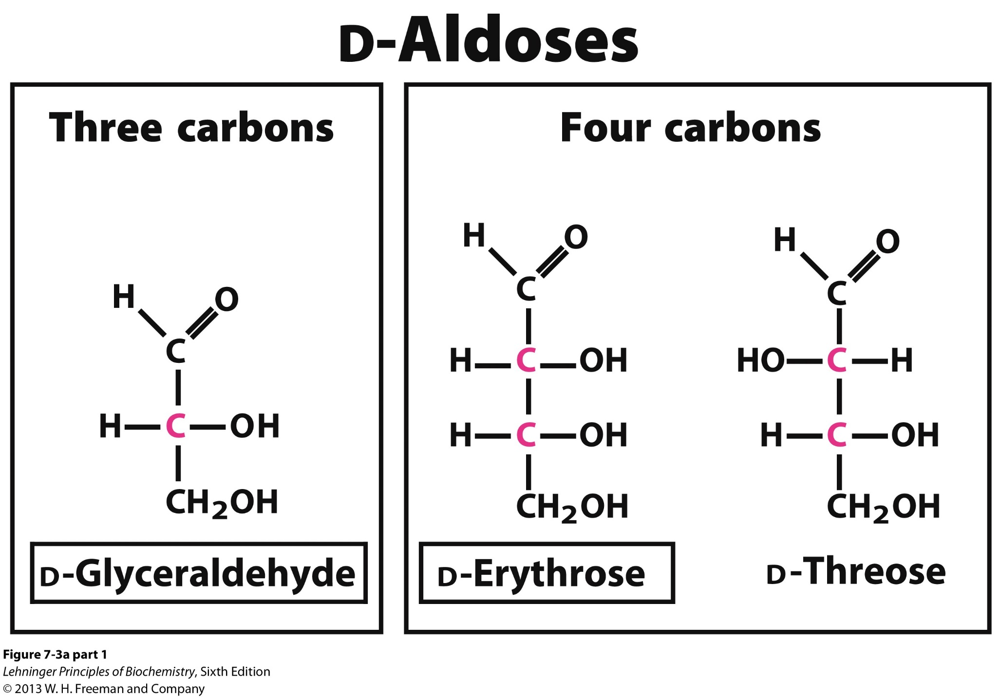 D-Aldoses
Three carbons
H O
C
H C OH
CH2OH
D-Glyceraldehyde
Four carbons
H O
C
H C OH
H C OH
CH2OH
D-Erythrose
H O
C
HO C H
H C OH
CH2OH
D-Threose
Figure 7-3a part 1
Lehninger Principles of Biochemistry, Sixth Edition
© 2013 W. H. Freeman and Company